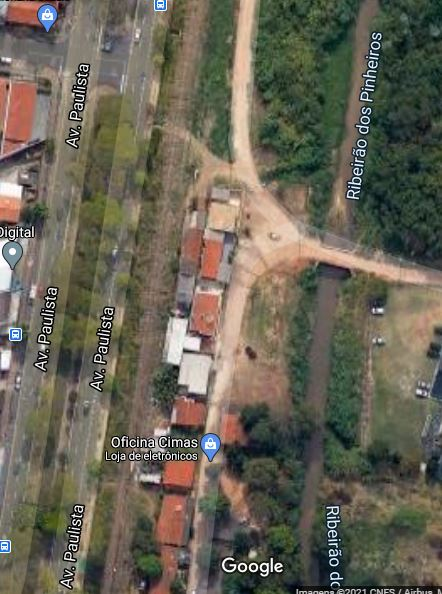 Av. Paulista
Ribeirão dos Pinheiros
Digital
Av. Paulista
Av. Paulista
Oficina Cimas
Loja de eletrônicos
Av. Paulista
Ribeirão do
Google
Imagens ©2021 CNES / Airbus, M